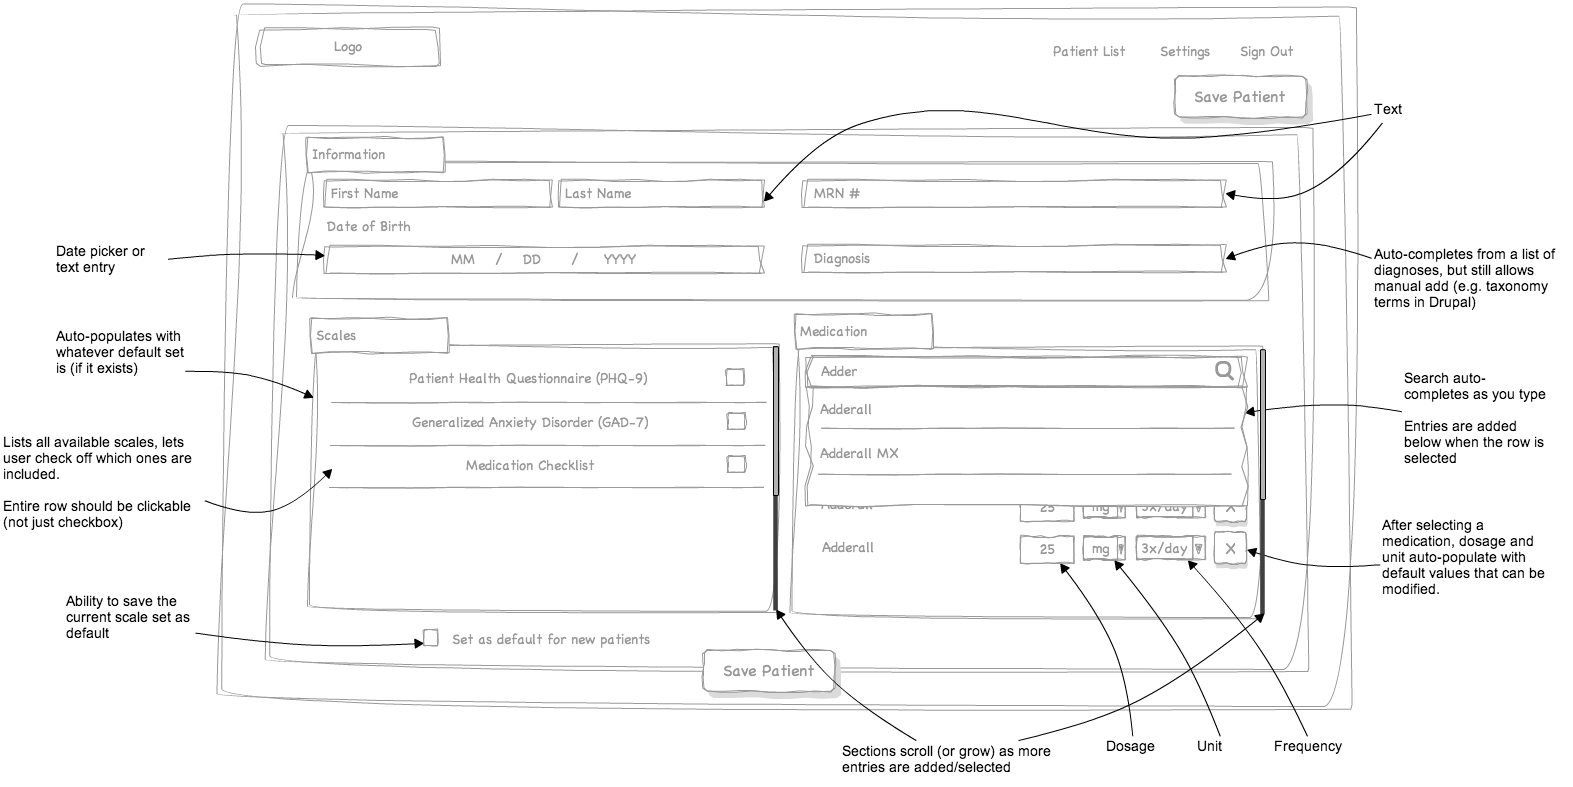 Logo
Patient List
Settings
Sign Out
Save Patient
Text
Information
First Name
Last Name
MRN #
Date of Birth
Date picker or
text entry
MM / DD / YYYY
Diagnosis
Auto-completes from a list of
diagnoses, but still allows
manual add (e.g. taxonomy
terms in Drupal)
Auto-populates with
whatever default set
is (if it exists)
Scales
Patient Health Questionnaire (PHQ-9)
Generalized Anxiety Disorder (GAD-7)
Medication Checklist
Lists all available scales, lets
user check off which ones are
included.
Entire row should be clickable
(not just checkbox)
Medication
Adder
Adderall
Adderall MX
Search auto-
completes as you type
Entries are added
below when the row is
selected
Adderall 25 mg 3x/day X
Adderall 25 mg 3x/day X
After selecting a
medication, dosage and
unit auto-populate with
default values that can be
modified.
Ability to save the
current scale set as
default
Set as default for new patients
Save Patient
Sections scroll (or grow) as more
entries are added/selected
Dosage
Unit
Frequency